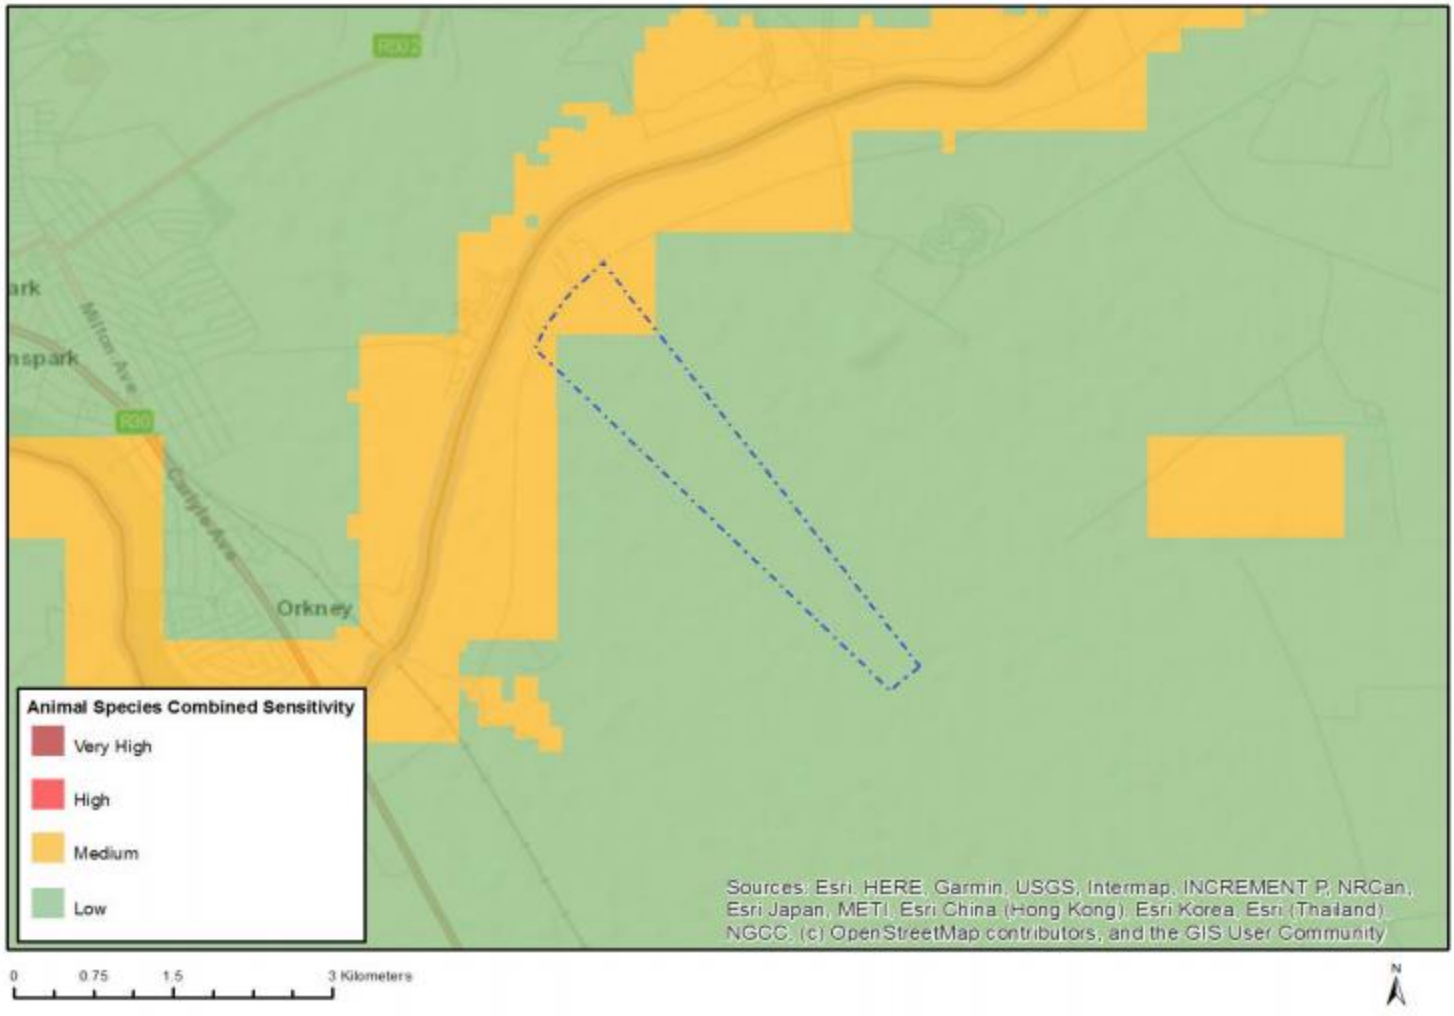 R502
ark
Milton Ave
nspark
R30
Carlyle Ave
Orkney
Animal Species Combined Sensitivity
Very High
High
Medium
Low
Sources: Esri, HERE, Garmin, USGS, Intermap, INCREMENT P, NRCan,
Esri Japan, METI, Esri China (Hong Kong), Esri Korea, Esri (Thailand),
NGCC, (c) OpenStreetMap contributors, and the GIS User Community
0 0.75 1.5 3 Kilometers
N